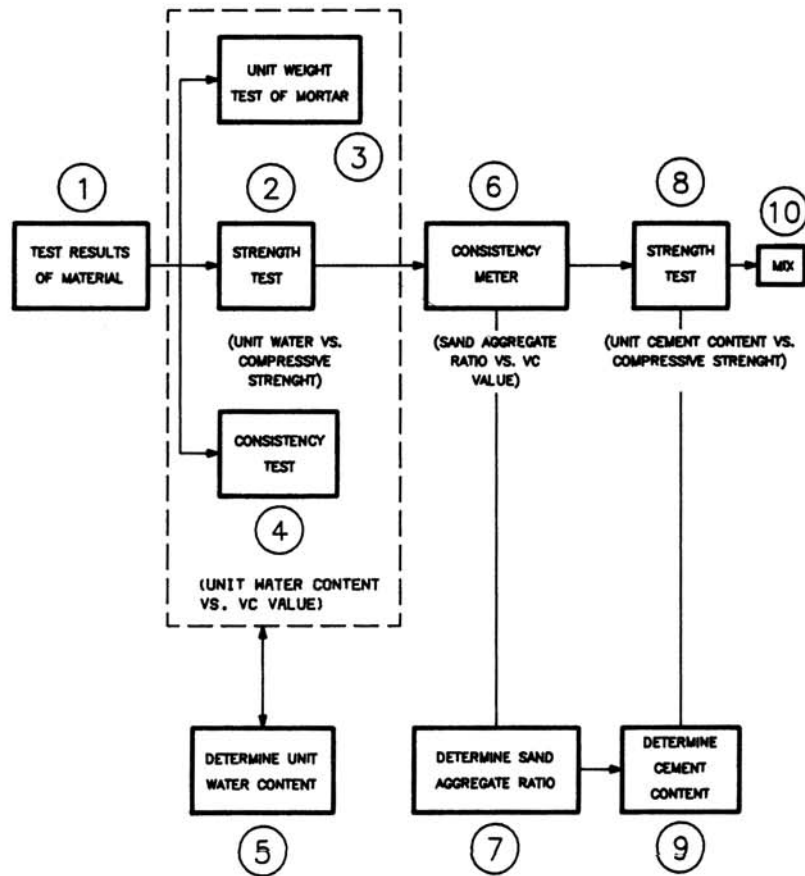 UNIT WEIGHT
TEST OF MORTAR
3
1
2
6
8
10
TEST RESULTS
OF MATERIAL
STRENGTH
TEST
CONSISTENCY
METER
STRENGTH
TEST
MIX
(UNIT WATER VS.
COMPRESSIVE
STRENGHT)
(SAND AGGREGATE
RATIO VS. VC
VALUE)
(UNIT CEMENT CONTENT VS.
COMPRESSIVE STRENGHT)
CONSISTENCY
TEST
4
(UNIT WATER CONTENT
VS. VC VALUE)
DETERMINE UNIT
WATER CONTENT
DETERMINE SAND
AGGREGATE RATIO
DETERMINE
CEMENT
CONTENT
5
7
9